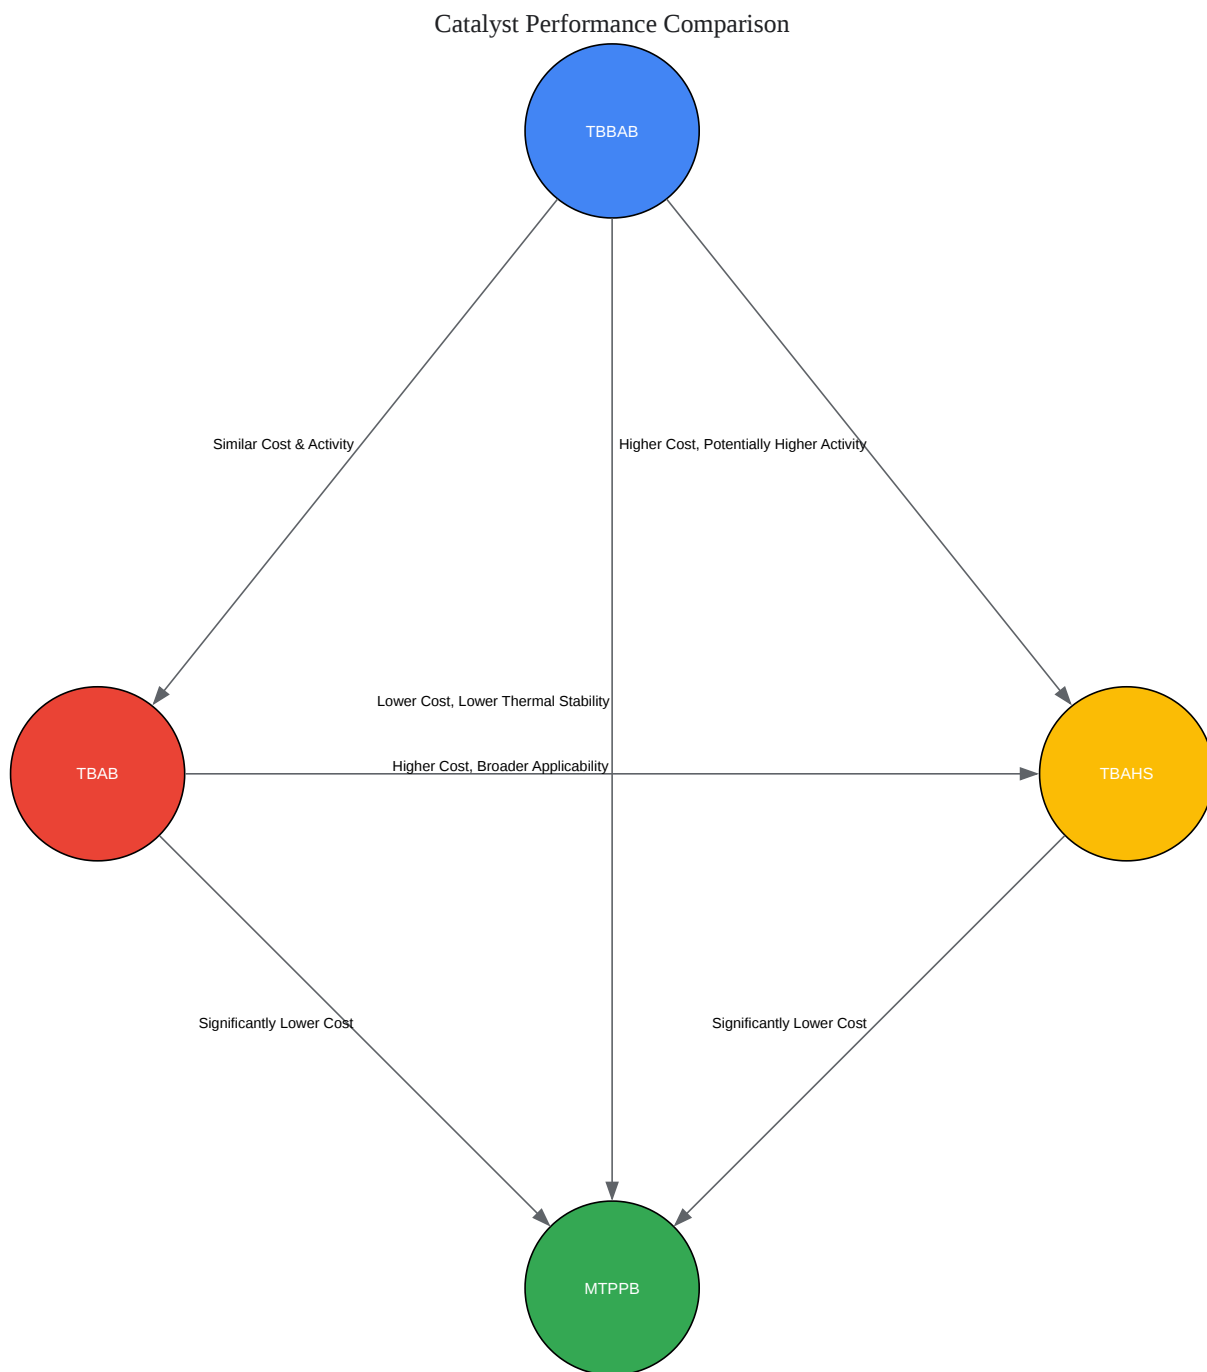 Catalyst Performance Comparison
TBBAB
Similar Cost & Activity
Higher Cost, Potentially Higher Activity
Lower Cost, Lower Thermal Stability
Higher Cost, Broader Applicability
TBAB
TBAHS
Significantly Lower Cost
Significantly Lower Cost
MTPPB